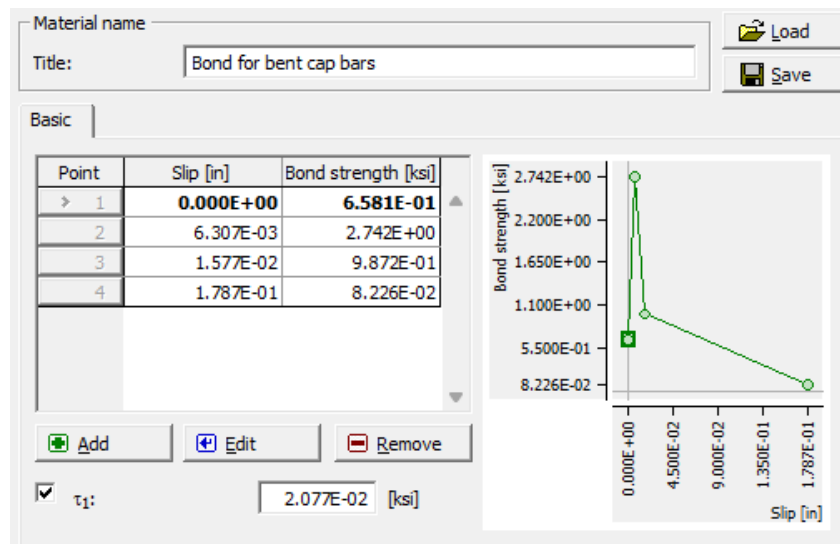 Material name
Title: Bond for bent cap bars
Load
Save
Basic
Point Slip [in] Bond strength [ksi]
> 1 0.000E+00 6.581E-01
2 6.307E-03 2.742E+00
3 1.577E-02 9.872E-01
4 1.787E-01 8.226E-02
Add Edit Remove
τ1: 2.077E-02 [ksi]
Bond strength [ksi]
2.742E+00
2.200E+00
1.650E+00
1.100E+00
5.500E-01
8.226E-02
0.000E+00
4.500E-02
9.000E-02
1.350E-01
1.787E-01
Slip [in]